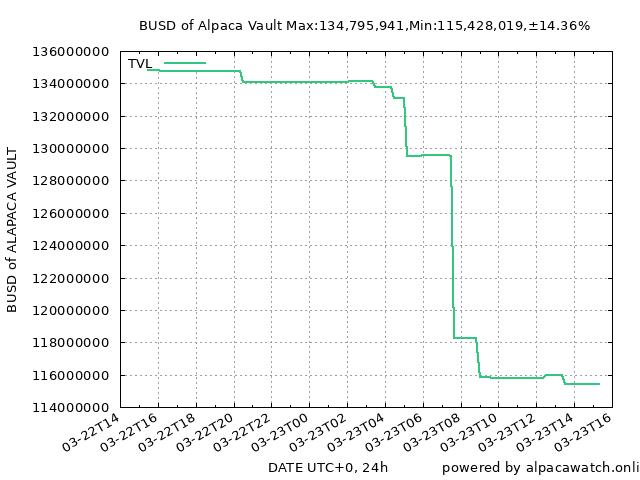 BUSD of Alpaca Vault Max:134,795,941,Min:115,428,019,±14.36%
TVL
136000000
134000000
132000000
130000000
128000000
126000000
124000000
122000000
120000000
118000000
116000000
114000000
BUSD of ALAPACA VAULT
03-22T14
03-22T16
03-22T18
03-22T20
03-22T22
03-23T00
03-23T02
03-23T04
03-23T06
03-23T08
03-23T10
03-23T12
03-23T14
03-23T16
DATE UTC+0, 24h
powered by alpacawatch.onli